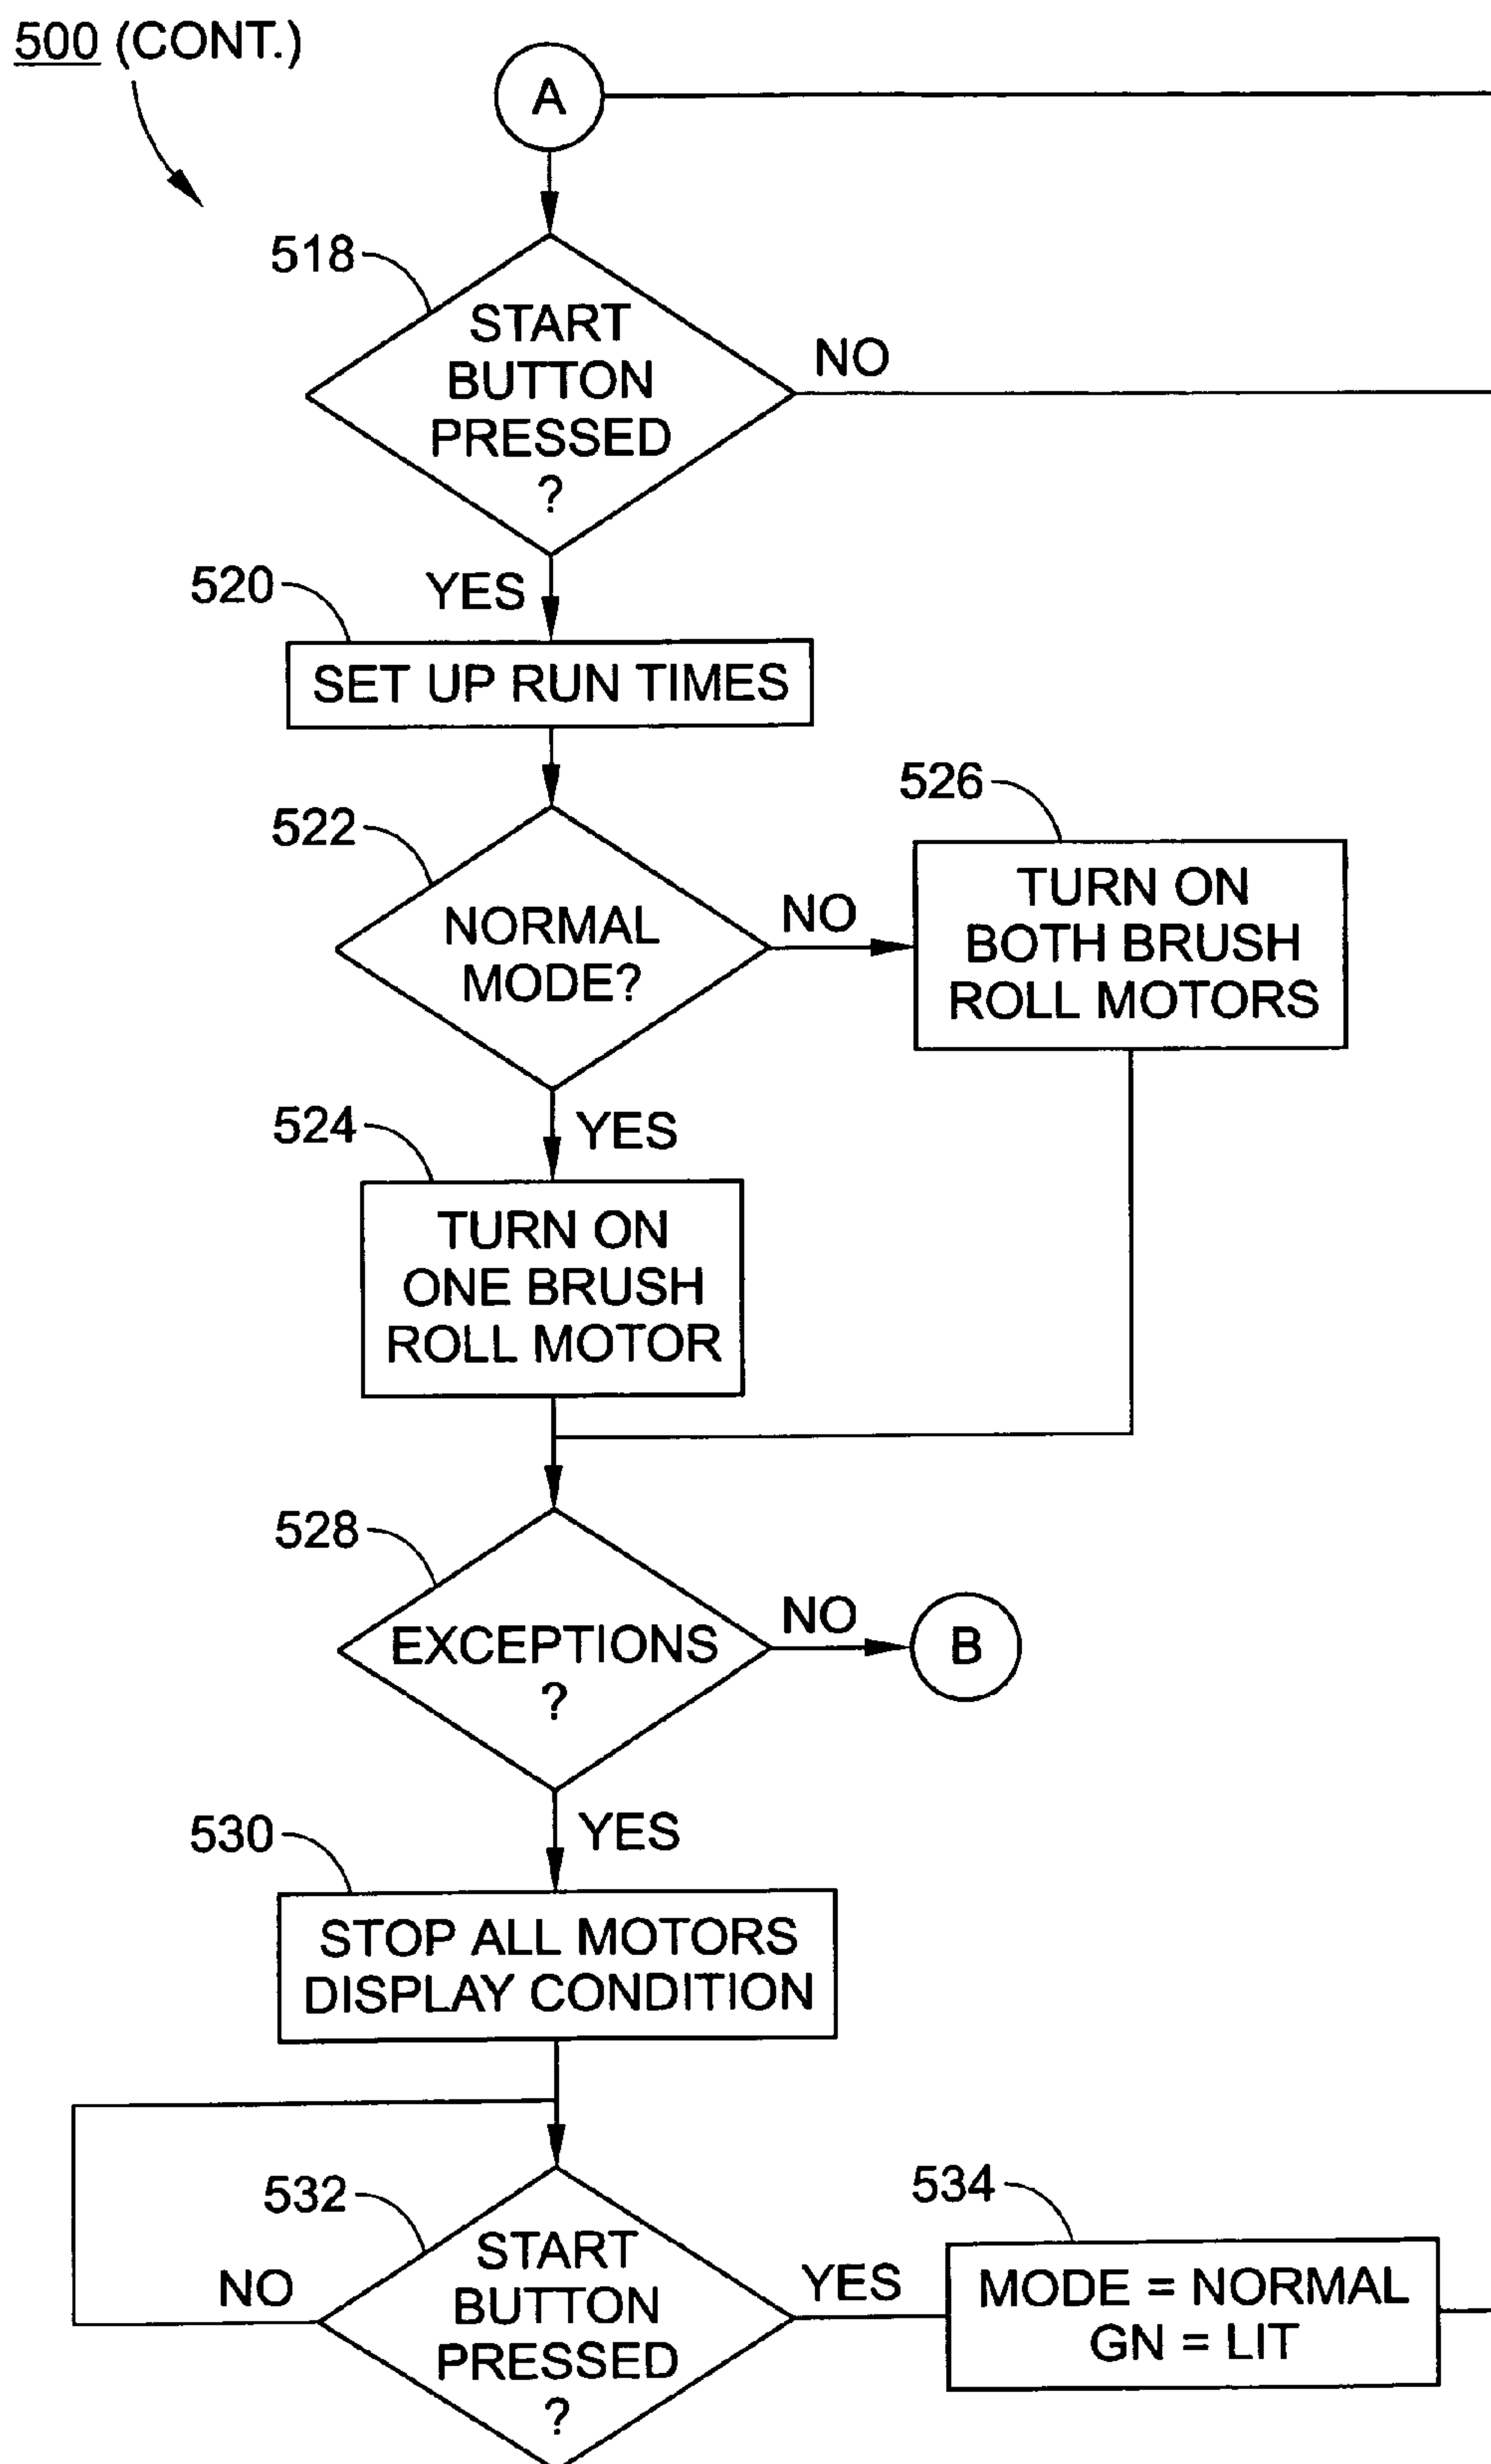 500 (CONT.)
A
518
START
BUTTON
PRESSED
?
NO
YES
520
SET UP RUN TIMES
522
NORMAL
MODE?
NO
526
TURN ON
BOTH BRUSH
ROLL MOTORS
YES
524
TURN ON
ONE BRUSH
ROLL MOTOR
528
EXCEPTIONS
?
NO
B
YES
530
STOP ALL MOTORS
DISPLAY CONDITION
532
START
BUTTON
PRESSED
?
NO
YES
534
MODE = NORMAL
GN = LIT